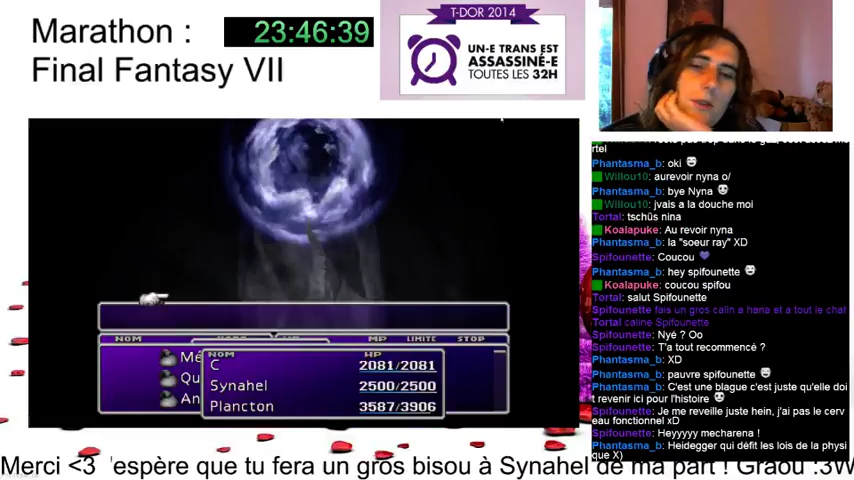 Marathon :
Final Fantasy VII
23:46:39
T-DOR 2014
UN-E TRANS EST
ASSASSINÉ-E
TOUTES LES 32H
rtel
Phantasma_b: oki
Willou10: aurevoir nyna o/
Phantasma_b: bye Nyna
Willou10: jvais a la douche moi
Tortal: tschüs nina
Koalapuke: Au revoir nyna
Phantasma_b: la "soeur ray" XD
Spifounette: Coucou
Phantasma_b: hey spifounette
Koalapuke: coucou spifou
Tortal: salut Spifounette
Spifounette fais un gros calin a hana et a tout le chat
Tortal caline Spifounette
Spifounette: Nyé ? Oo
Spifounette: T'a tout recommencé ?
Phantasma_b: XD
Phantasma_b: pauvre spifounette
Phantasma_b: C'est une blague c'est juste qu'elle doi
t revenir ici pour l'histoire
Spifounette: Je me reveille juste hein, j'ai pas le cerv
eau fonctionnel xD
Spifounette: Heyyyyy mecharena !
Phantasma_b: Heidegger qui défit les lois de la physi
que X)
NOM MP LIMITE STOP
Mé
Qu
An
NOM HP
C 2081/2081
Synahel 2500/2500
Plancton 3587/3906
Merci <3 'espère que tu fera un gros bisou à Synahel de ma part ! Graou :3W